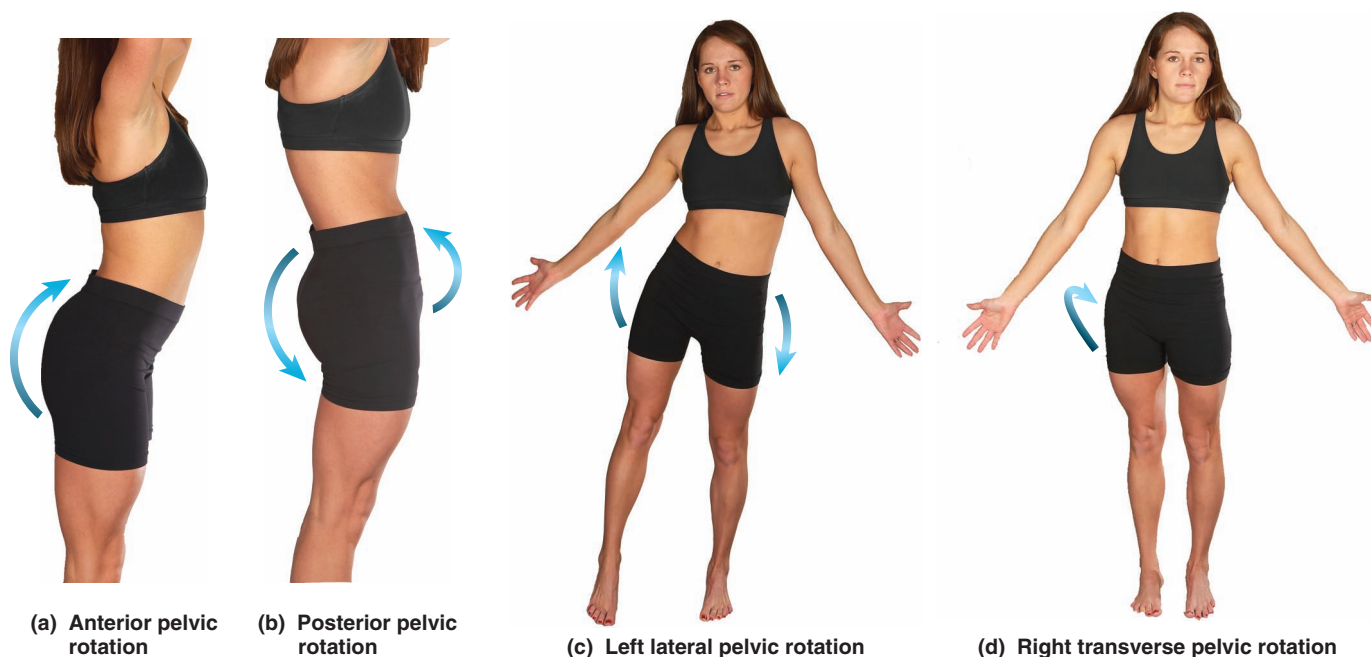 (a) Anterior pelvic
rotation
(b) Posterior pelvic
rotation
(c) Left lateral pelvic rotation
(d) Right transverse pelvic rotation